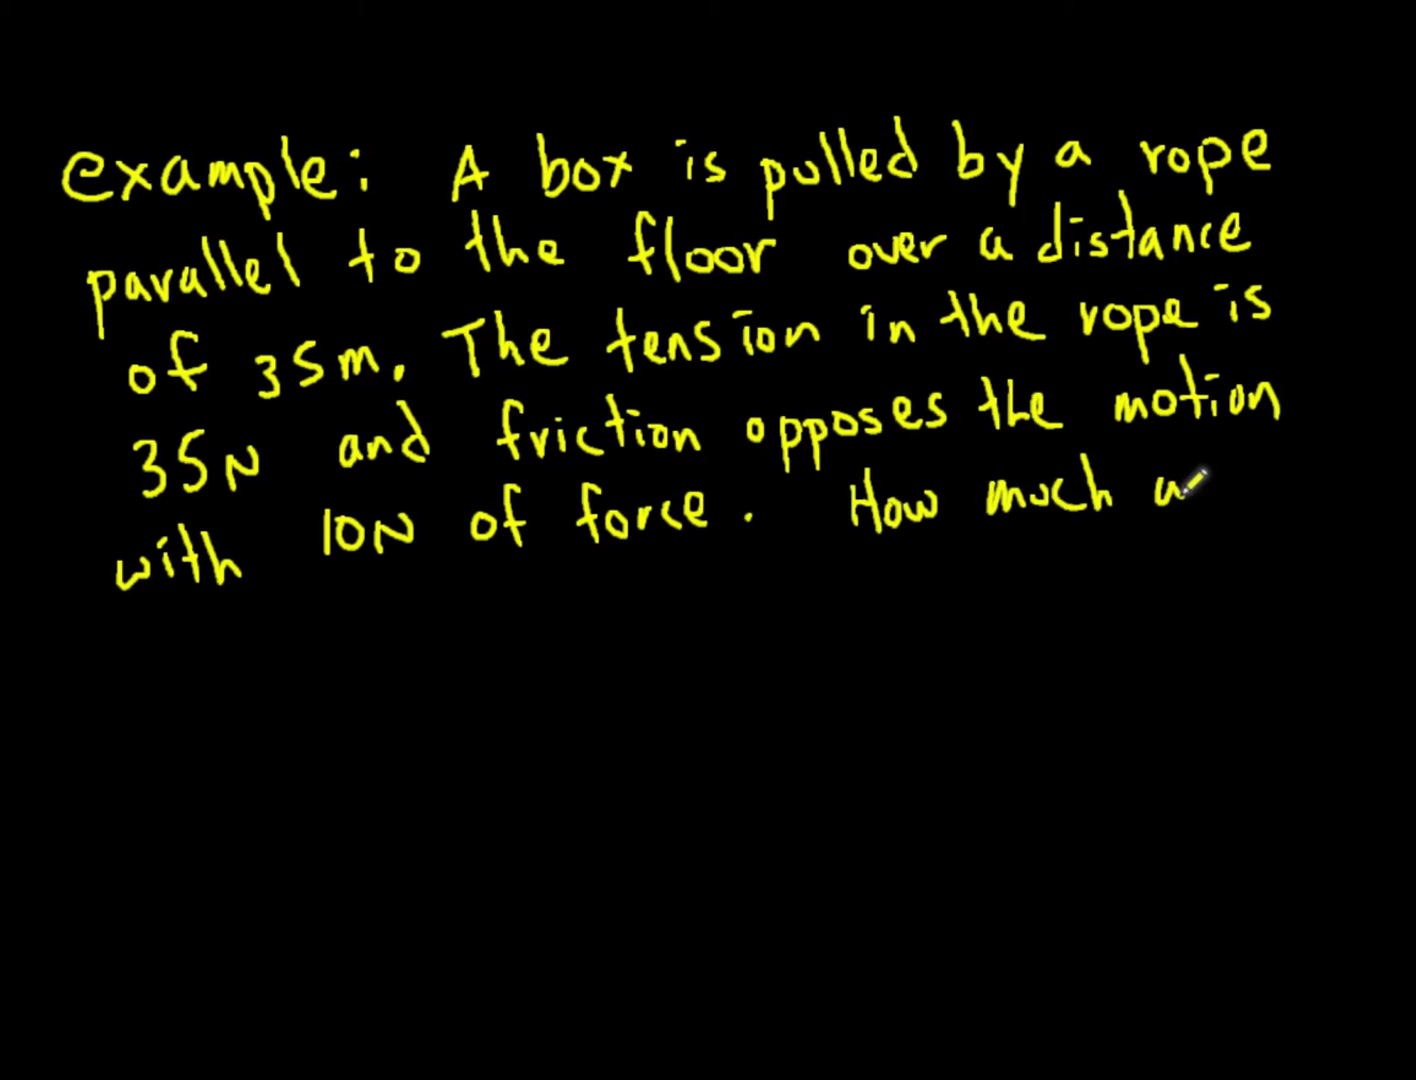 example: A box is pulled by a rope
parallel to the floor over a distance
of 35m. The tension in the rope is
35N and friction opposes the motion
with 10N of force. How much